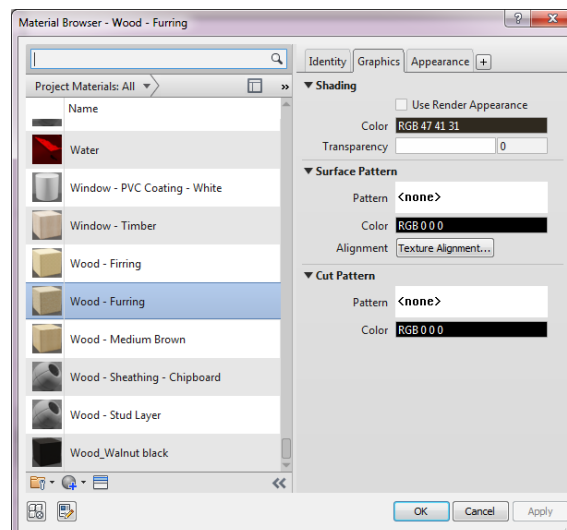 Material Browser - Wood - Furring
Project Materials: All
»
Name
Water
Window - PVC Coating - White
Window - Timber
Wood - Firring
Wood - Furring
Wood - Medium Brown
Wood - Sheathing - Chipboard
Wood - Stud Layer
Wood_Walnut black
Identity Graphics Appearance +
Shading
Use Render Appearance
Color RGB 47 41 31
Transparency 0
Surface Pattern
Pattern <none>
Color RGB 0 0 0
Alignment Texture Alignment...
Cut Pattern
Pattern <none>
Color RGB 0 0 0
OK Cancel Apply